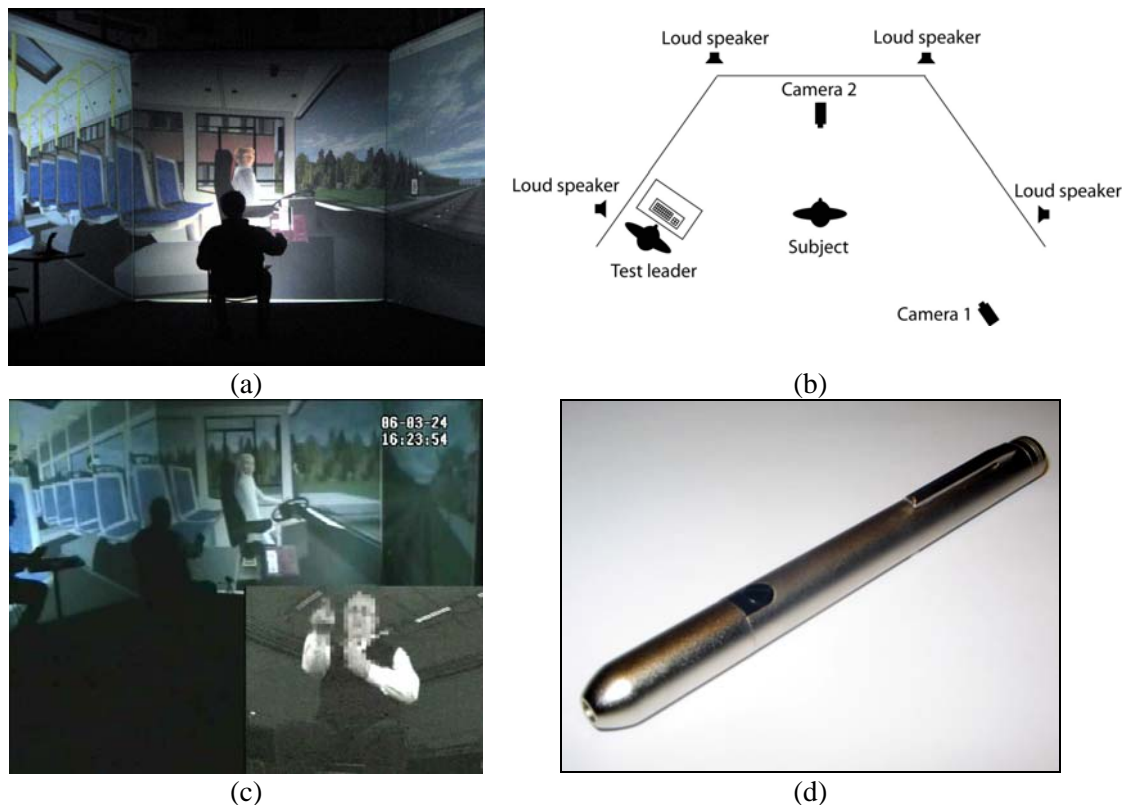 Loud speaker
Loud speaker
Camera 2
Loud speaker
Loud speaker
Subject
Test leader
Camera 1
(a)
(b)
06-03-24
16:23:54
(c)
(d)